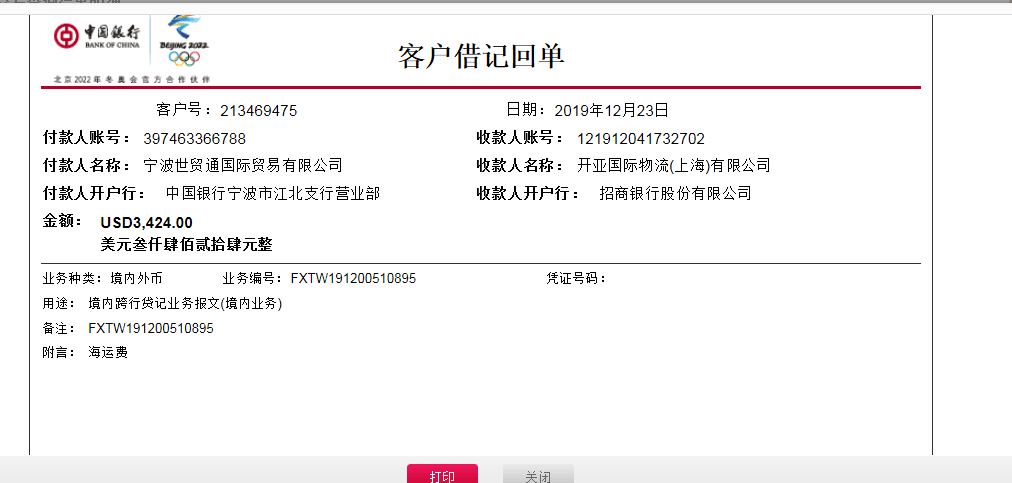 中国银行
BANK OF CHINA
BEIJING 2022
北京2022年冬奥会官方合作伙伴
客户借记回单
客户号：213469475 日期：2019年12月23日
付款人账号：397463366788 收款人账号：121912041732702
付款人名称：宁波世贸通国际贸易有限公司 收款人名称：开亚国际物流(上海)有限公司
付款人开户行：中国银行宁波市江北支行营业部 收款人开户行：招商银行股份有限公司
金额：USD3,424.00
美元叁仟肆佰贰拾肆元整
业务种类：境内外币 业务编号：FXTW191200510895 凭证号码：
用途：境内跨行贷记业务报文(境内业务)
备注：FXTW191200510895
附言：海运费
打印 关闭